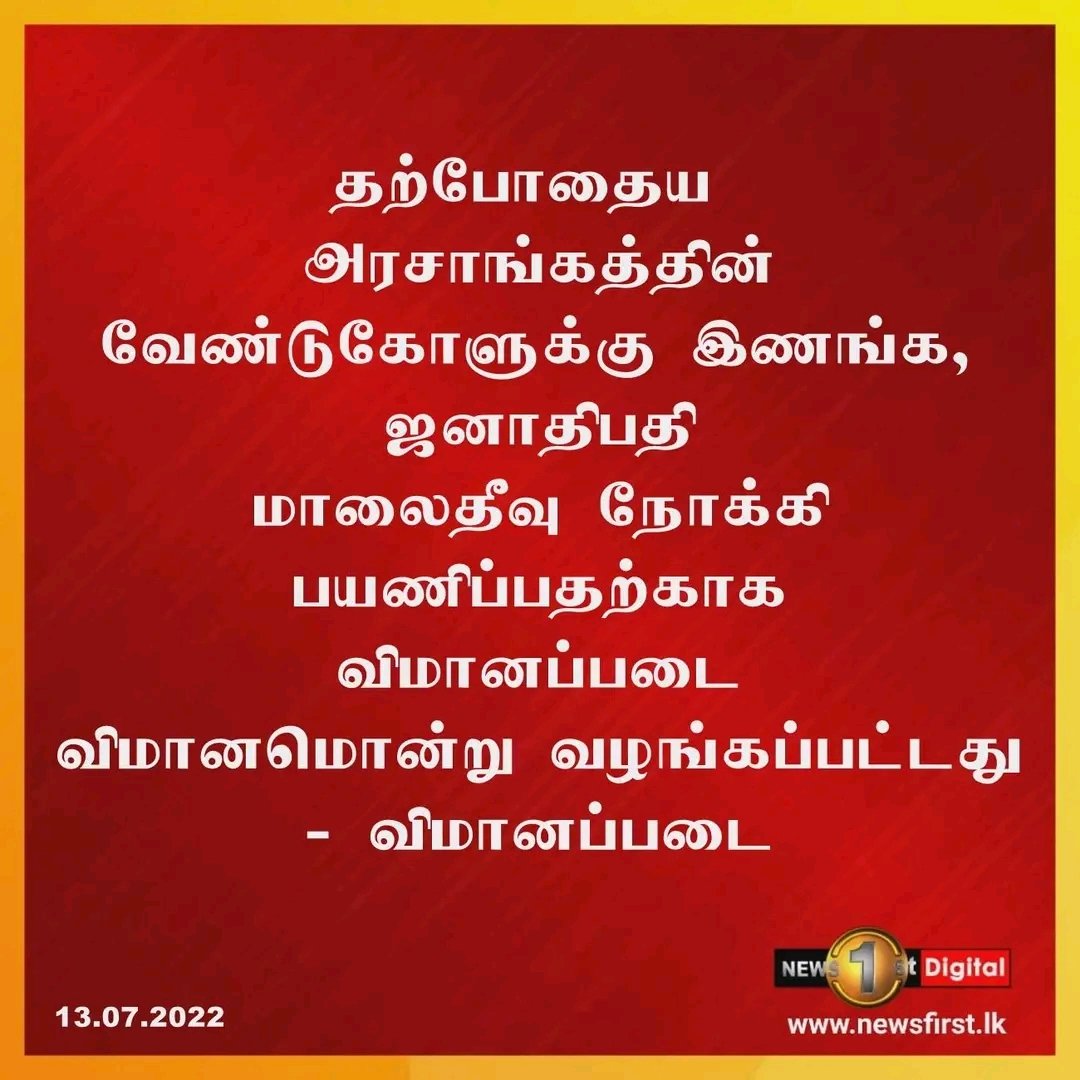 தற்போதைய
அரசாங்கத்தின்
வேண்டுகோளுக்கு இணங்க,
ஜனாதிபதி
மாலைதீவு நோக்கி
பயணிப்பதற்காக
விமானப்படை
விமானமொன்று வழங்கப்பட்டது
- விமானப்படை
NEWS 1st Digital
13.07.2022
www.newsfirst.lk